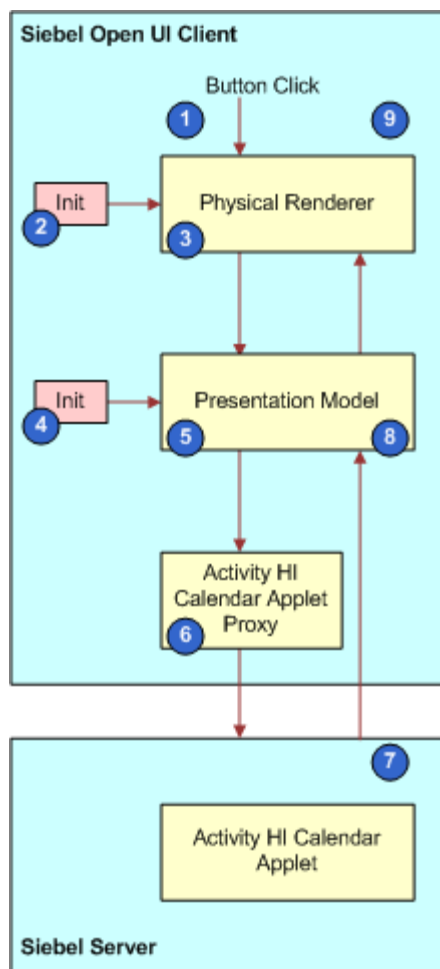 Siebel Open UI Client
Button Click
1
9
Init
2
Physical Renderer
3
Init
4
Presentation Model
5
8
Activity HI
Calendar Applet
Proxy
6
7
Activity HI Calendar
Applet
Siebel Server